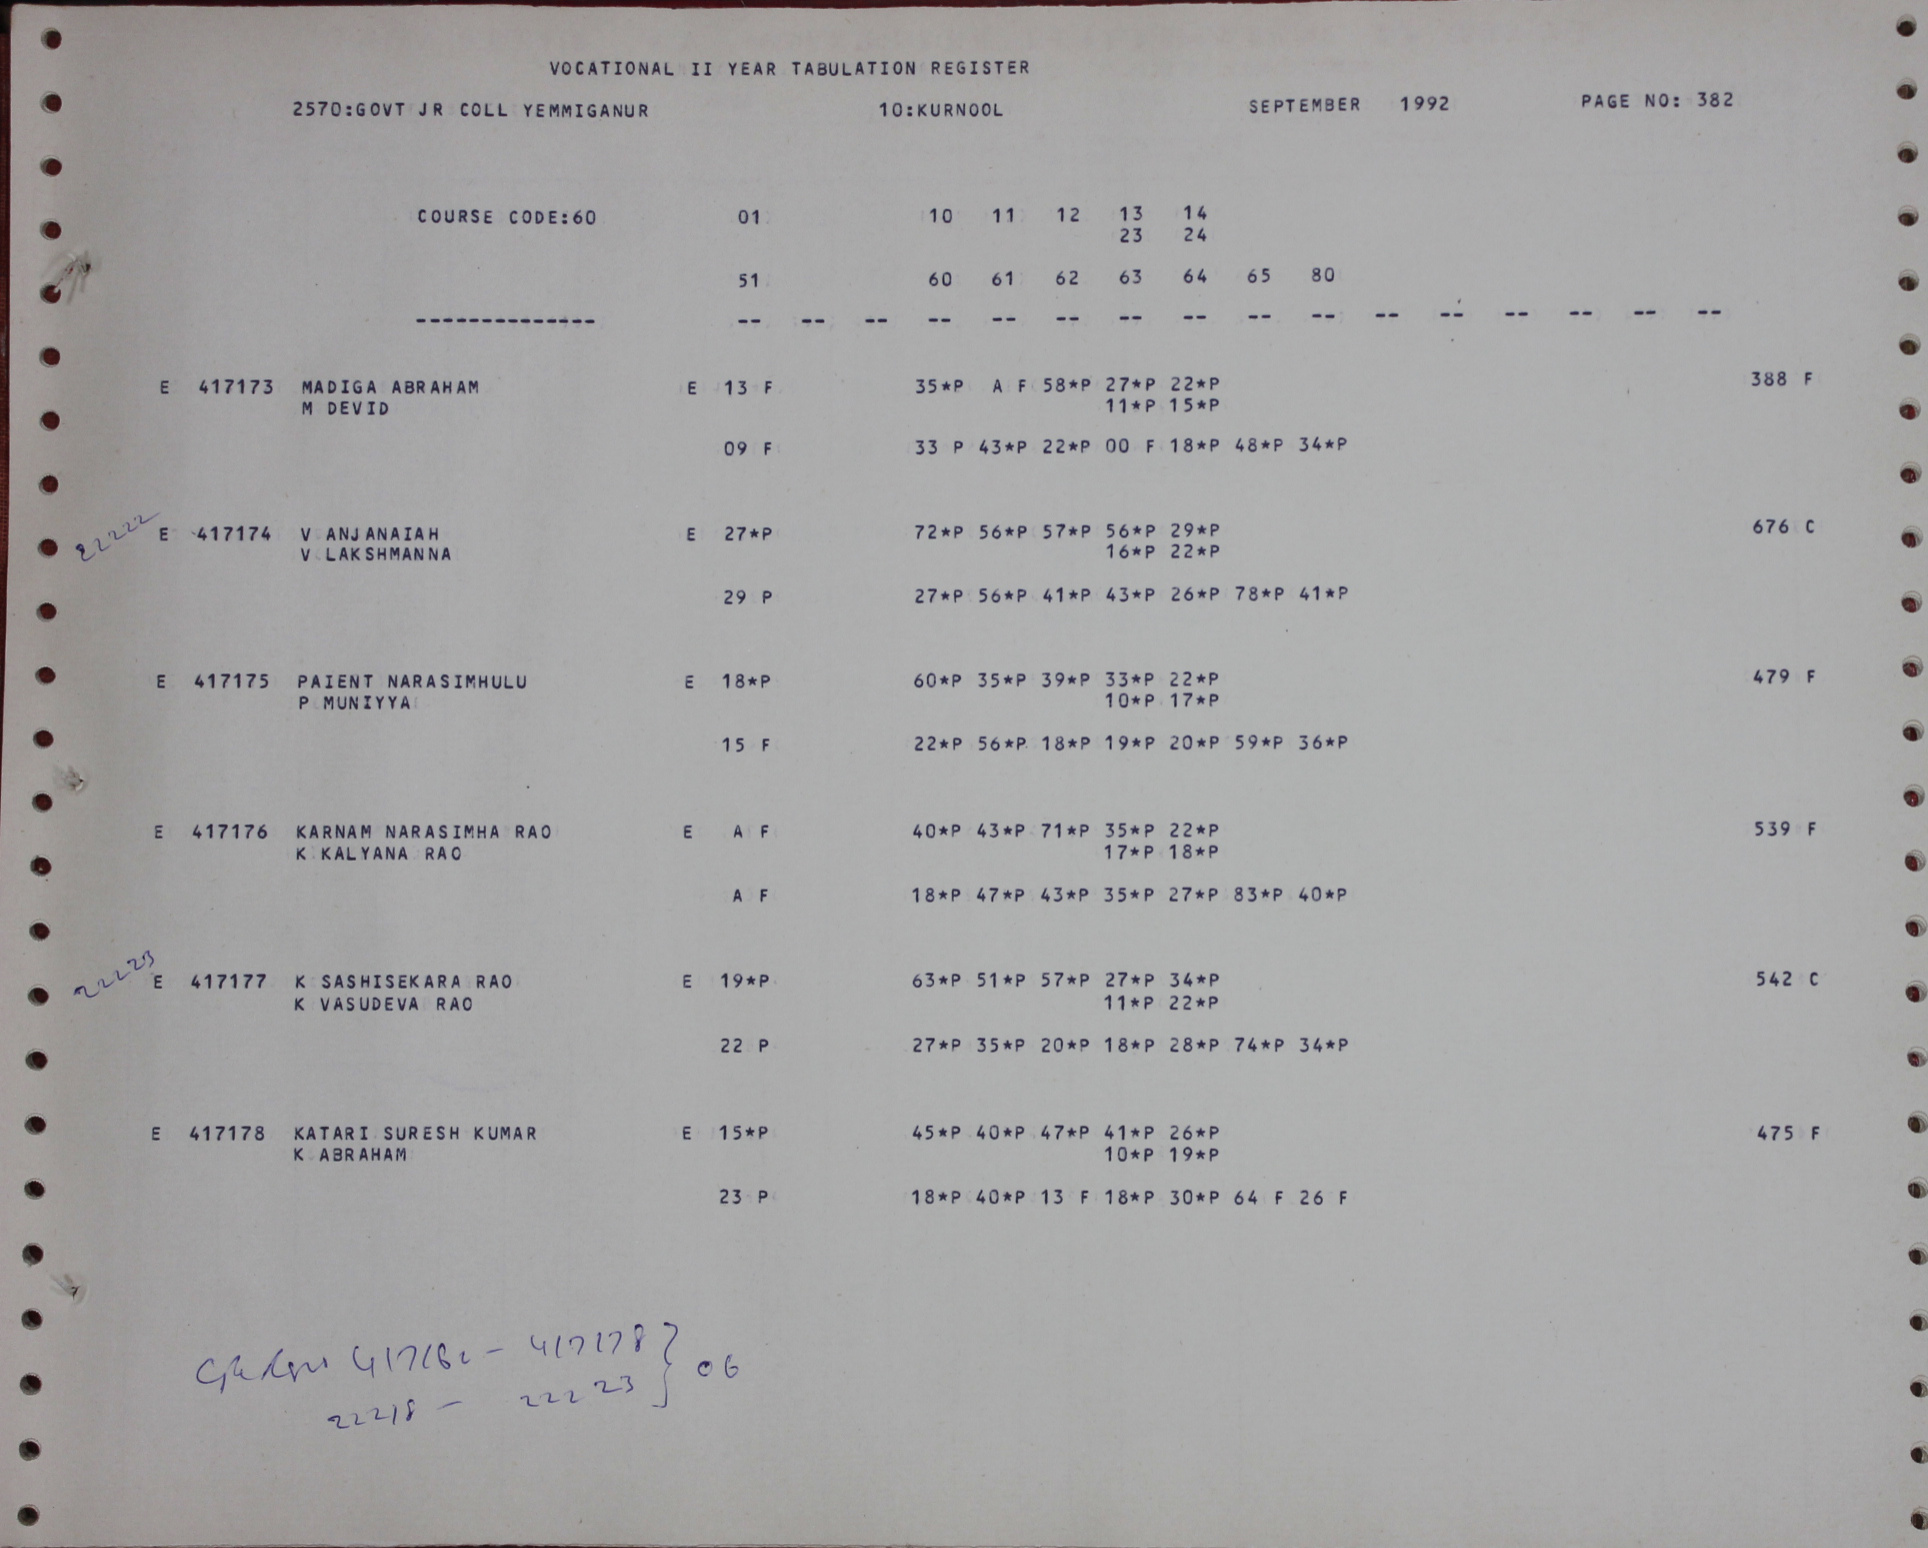 VOCATIONAL II YEAR TABULATION REGISTER
2570:GOVT JR COLL YEMMIGANUR 10:KURNOOL SEPTEMBER 1992 PAGE NO: 382
COURSE CODE:60 01 10 11 12 13 14
23 24
51 60 61 62 63 64 65 80
-------------- -- -- -- -- -- -- -- -- -- -- -- -- -- -- -- --
E 417173 MADIGA ABRAHAM E 13 F 35*P A F 58*P 27*P 22*P 388 F
M DEVID 11*P 15*P
09 F 33 P 43*P 22*P 00 F 18*P 48*P 34*P
22222 E 417174 V ANJANAIAH E 27*P 72*P 56*P 57*P 56*P 29*P 676 C
V LAKSHMANNA 16*P 22*P
29 P 27*P 56*P 41*P 43*P 26*P 78*P 41*P
E 417175 PAIENT NARASIMHULU E 18*P 60*P 35*P 39*P 33*P 22*P 479 F
P MUNIYYA 10*P 17*P
15 F 22*P 56*P 18*P 19*P 20*P 59*P 36*P
E 417176 KARNAM NARASIMHA RAO E A F 40*P 43*P 71*P 35*P 22*P 539 F
K KALYANA RAO 17*P 18*P
A F 18*P 47*P 43*P 35*P 27*P 83*P 40*P
22223 E 417177 K SASHISEKARA RAO E 19*P 63*P 51*P 57*P 27*P 34*P 542 C
K VASUDEVA RAO 11*P 22*P
22 P 27*P 35*P 20*P 18*P 28*P 74*P 34*P
E 417178 KATARI SURESH KUMAR E 15*P 45*P 40*P 47*P 41*P 26*P 475 F
K ABRAHAM 10*P 19*P
23 P 18*P 40*P 13 F 18*P 30*P 64 F 26 F
– 417178 } 06
22218 – 22223